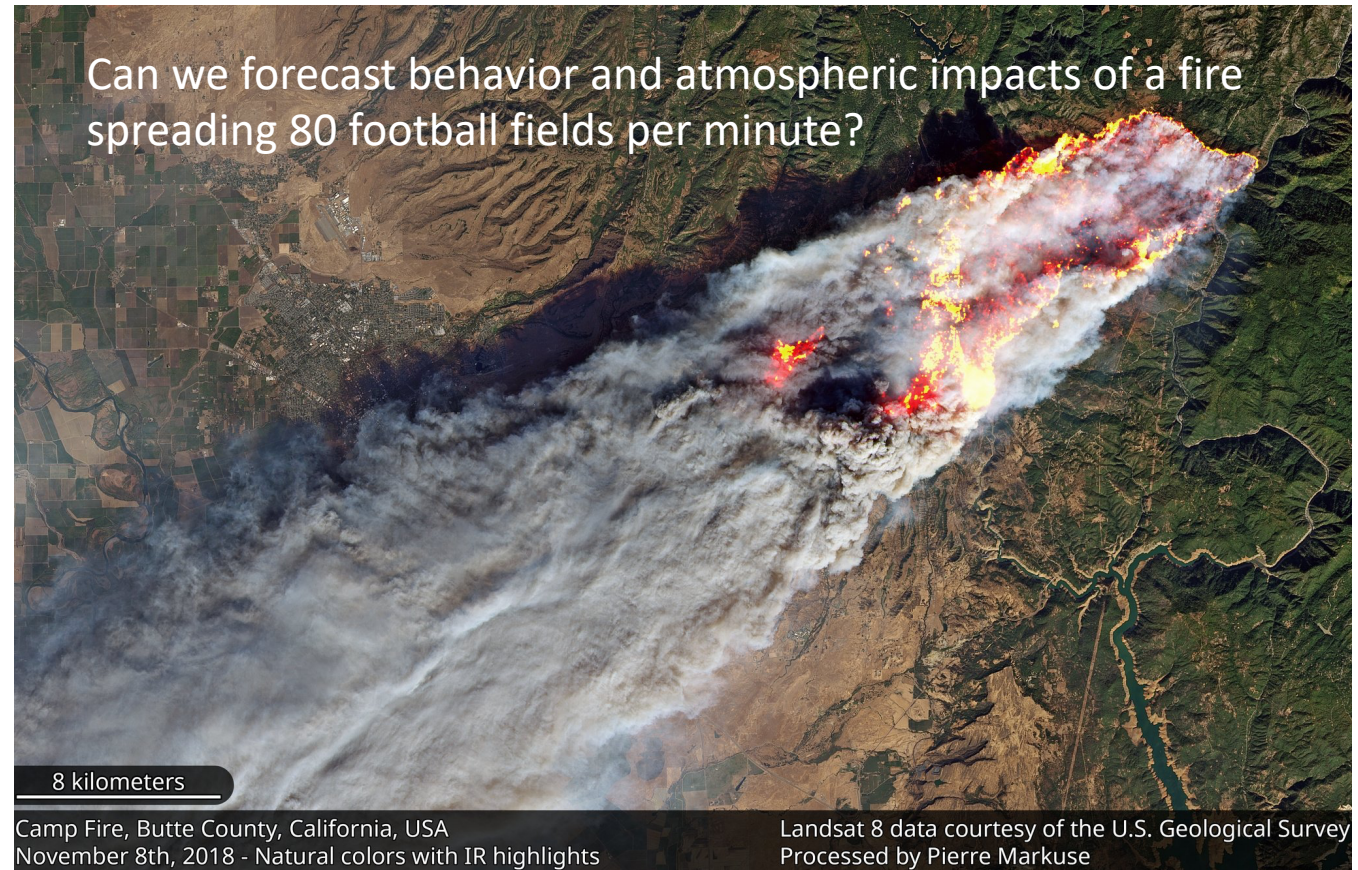 Can we forecast behavior and atmospheric impacts of a fire
spreading 80 football fields per minute?
8 kilometers
Camp Fire, Butte County, California, USA
November 8th, 2018 - Natural colors with IR highlights
Landsat 8 data courtesy of the U.S. Geological Survey
Processed by Pierre Markuse